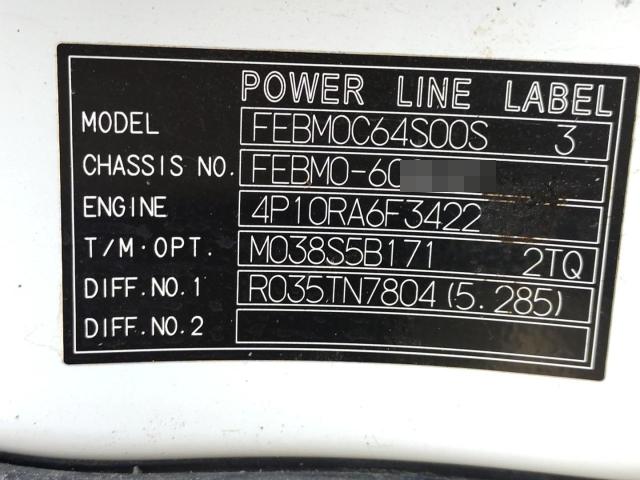 POWER LINE LABEL
MODEL FEBM0C64S00S 3
CHASSIS NO. FEBM0-60
ENGINE 4P10RA6F3422
T/M·OPT. M038S5B171 2TQ
DIFF.NO.1 R035TN7804(5.285)
DIFF.NO.2